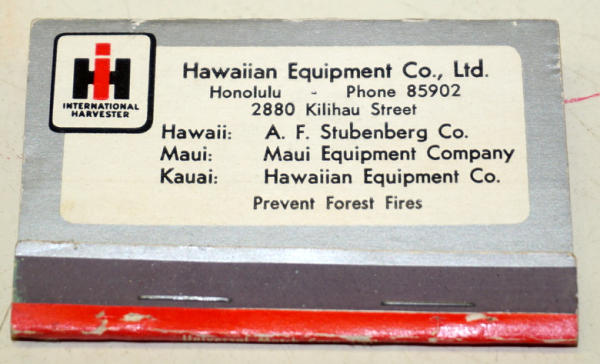 IH
INTERNATIONAL
HARVESTER
Hawaiian Equipment Co., Ltd.
Honolulu - Phone 85902
2880 Kilihau Street
Hawaii: A. F. Stubenberg Co.
Maui: Maui Equipment Company
Kauai: Hawaiian Equipment Co.
Prevent Forest Fires